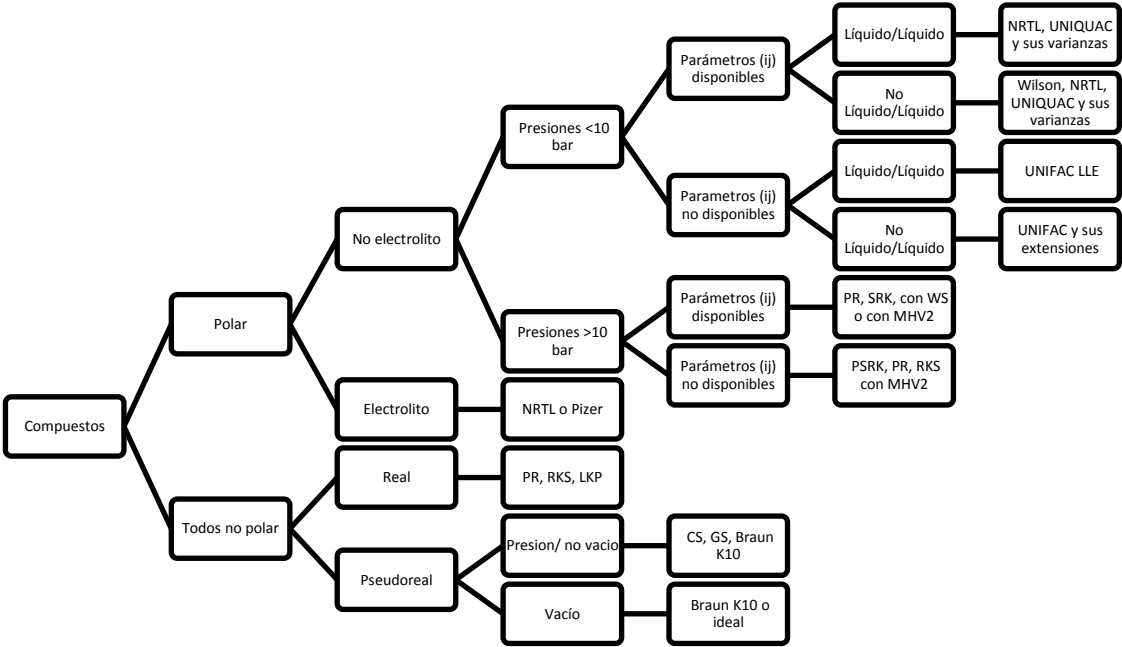 Compuestos
Polar
No electrolito
Presiones <10
bar
Parámetros (ij)
disponibles
Líquido/Líquido
NRTL, UNIQUAC
y sus varianzas
No
Líquido/Líquido
Wilson, NRTL,
UNIQUAC y sus
varianzas
Parametros (ij)
no disponibles
Líquido/Líquido
UNIFAC LLE
No
Líquido/Líquido
UNIFAC y sus
extensiones
Presiones >10
bar
Parámetros (ij)
disponibles
PR, SRK, con WS
o con MHV2
Parámetros (ij)
no disponibles
PSRK, PR, RKS
con MHV2
Electrolito
NRTL o Pizer
Todos no polar
Real
PR, RKS, LKP
Pseudoreal
Presion/ no vacio
CS, GS, Braun
K10
Vacío
Braun K10 o
ideal